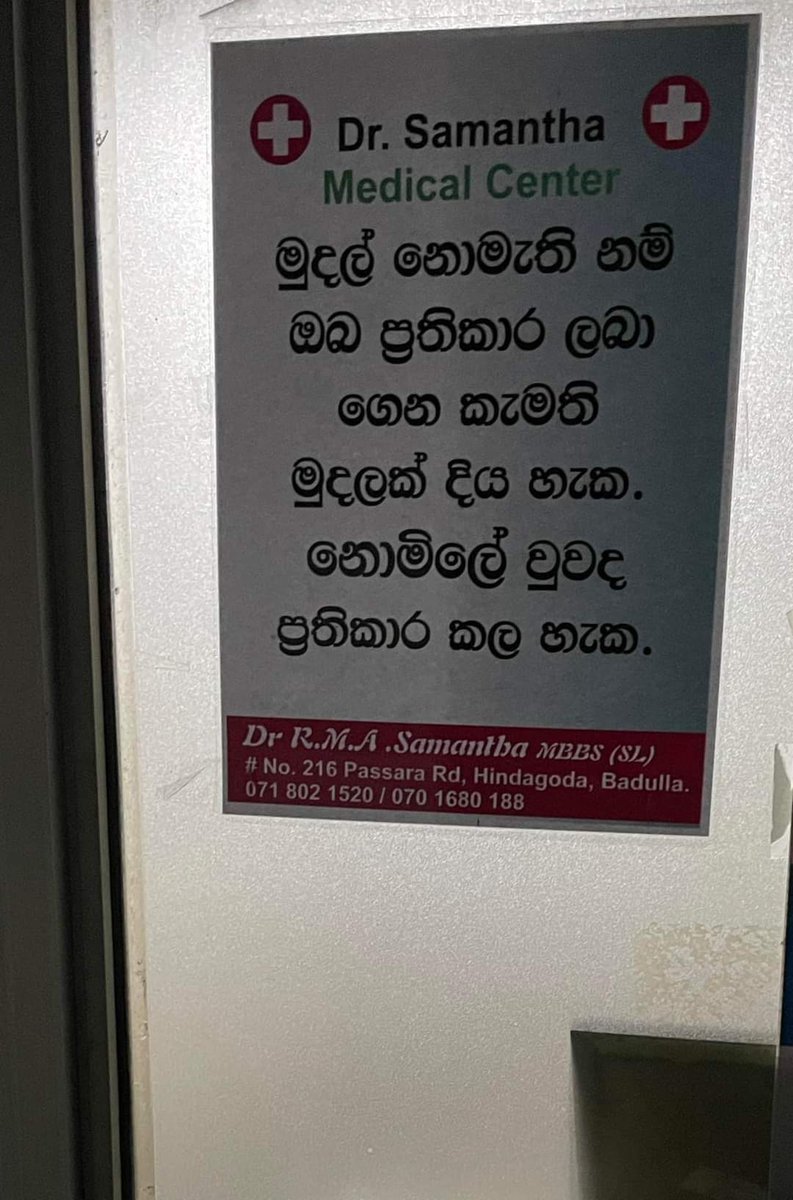 Dr. Samantha
Medical Center
මුදල් නොමැති නම්
ඔබ ප්‍රතිකාර ලබා
ගෙන කැමති
මුදලක් දිය හැක.
නොමිලේ වුවද
ප්‍රතිකාර කල හැක.
Dr R.M.A .Samantha MBBS (SL)
# No. 216 Passara Rd, Hindagoda, Badulla.
071 802 1520 / 070 1680 188